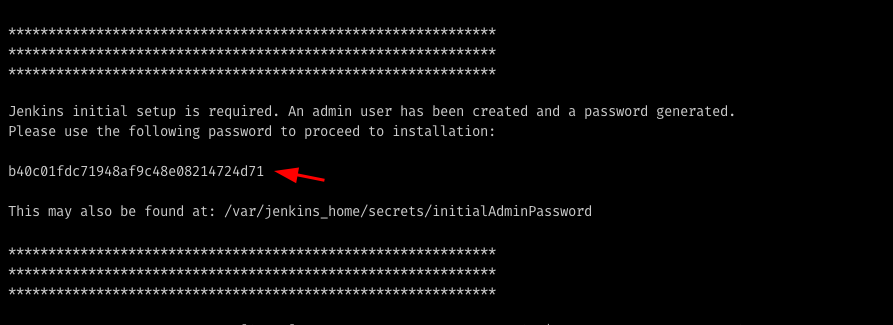 *************************************************************
*************************************************************
*************************************************************
Jenkins initial setup is required. An admin user has been created and a password generated.
Please use the following password to proceed to installation:
b40c01fdc71948af9c48e08214724d71
This may also be found at: /var/jenkins_home/secrets/initialAdminPassword
*************************************************************
*************************************************************
*************************************************************